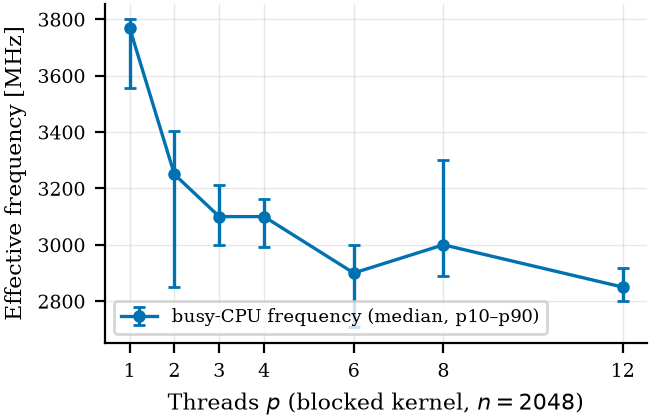 Effective frequency [MHz]
3800
3600
3400
3200
3000
2800
busy-CPU frequency (median, p10–p90)
1 2 3 4 6 8 12
Threads p (blocked kernel, n = 2048)